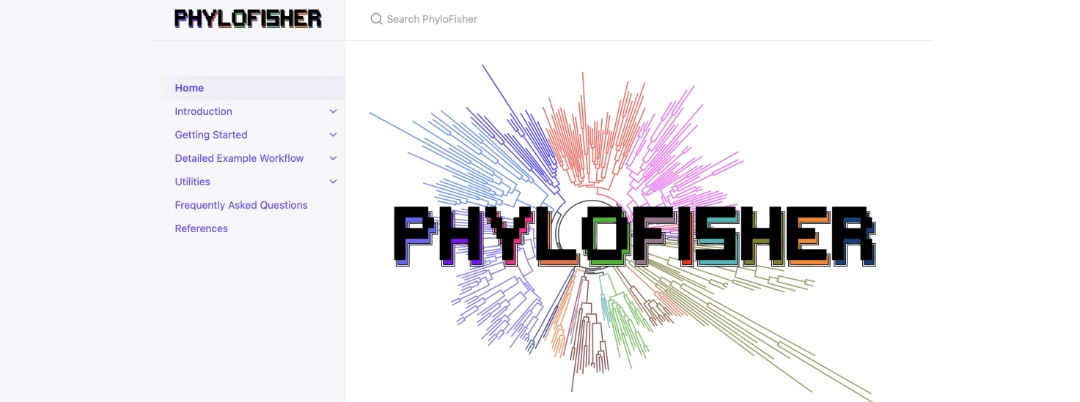 PHYLOFISHER
Search PhyloFisher
Home
Introduction
Getting Started
Detailed Example Workflow
Utilities
Frequently Asked Questions
References
PHYLOFISHER